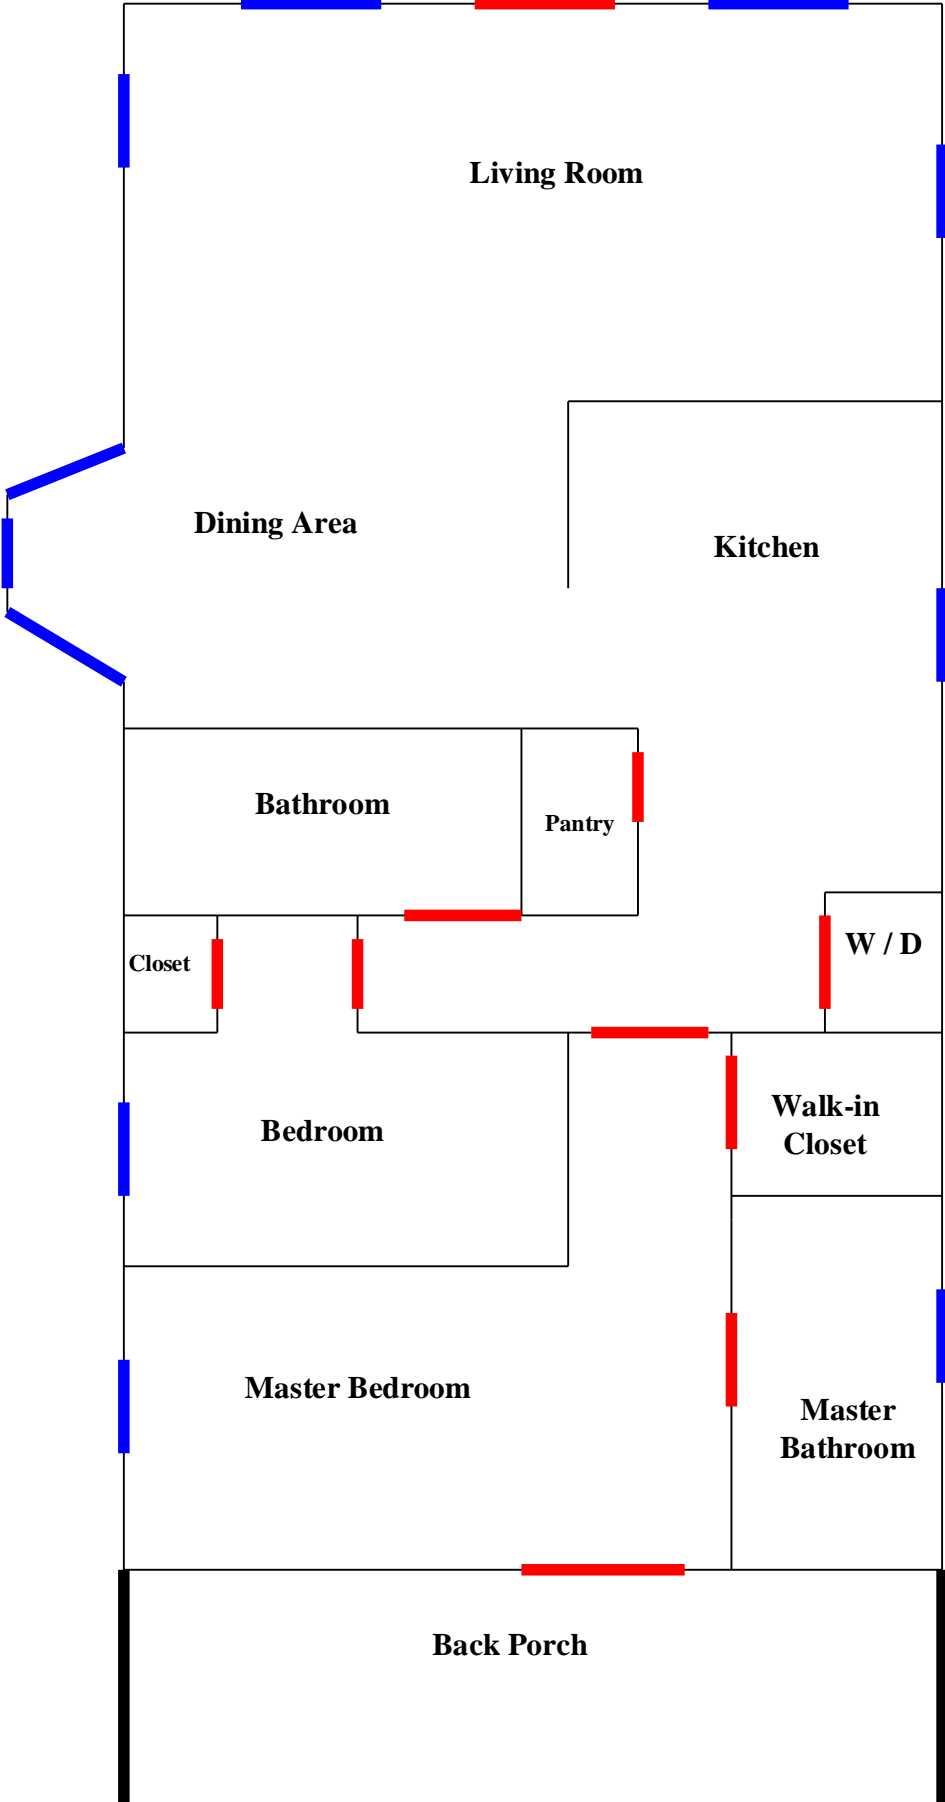 Living Room
Dining Area
Kitchen
Bathroom
Pantry
W / D
Closet
Walk-in
Closet
Bedroom
Master Bedroom
Master
Bathroom
Back Porch